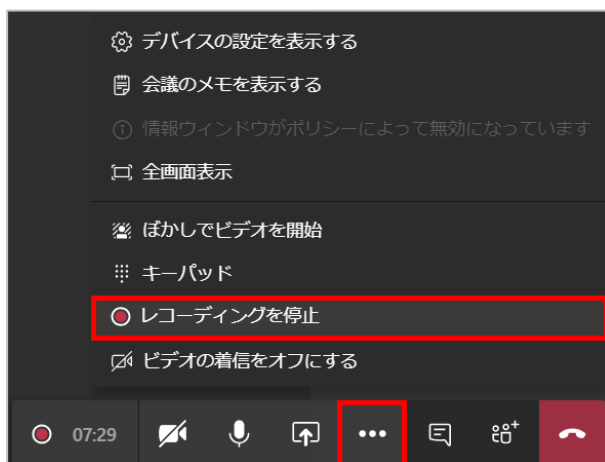 デバイスの設定を表示する
会議のメモを表示する
情報ウィンドウがポリシーによって無効になっています
全画面表示
ぼかしでビデオを開始
キーパッド
レコーディングを停止
ビデオの着信をオフにする
07:29